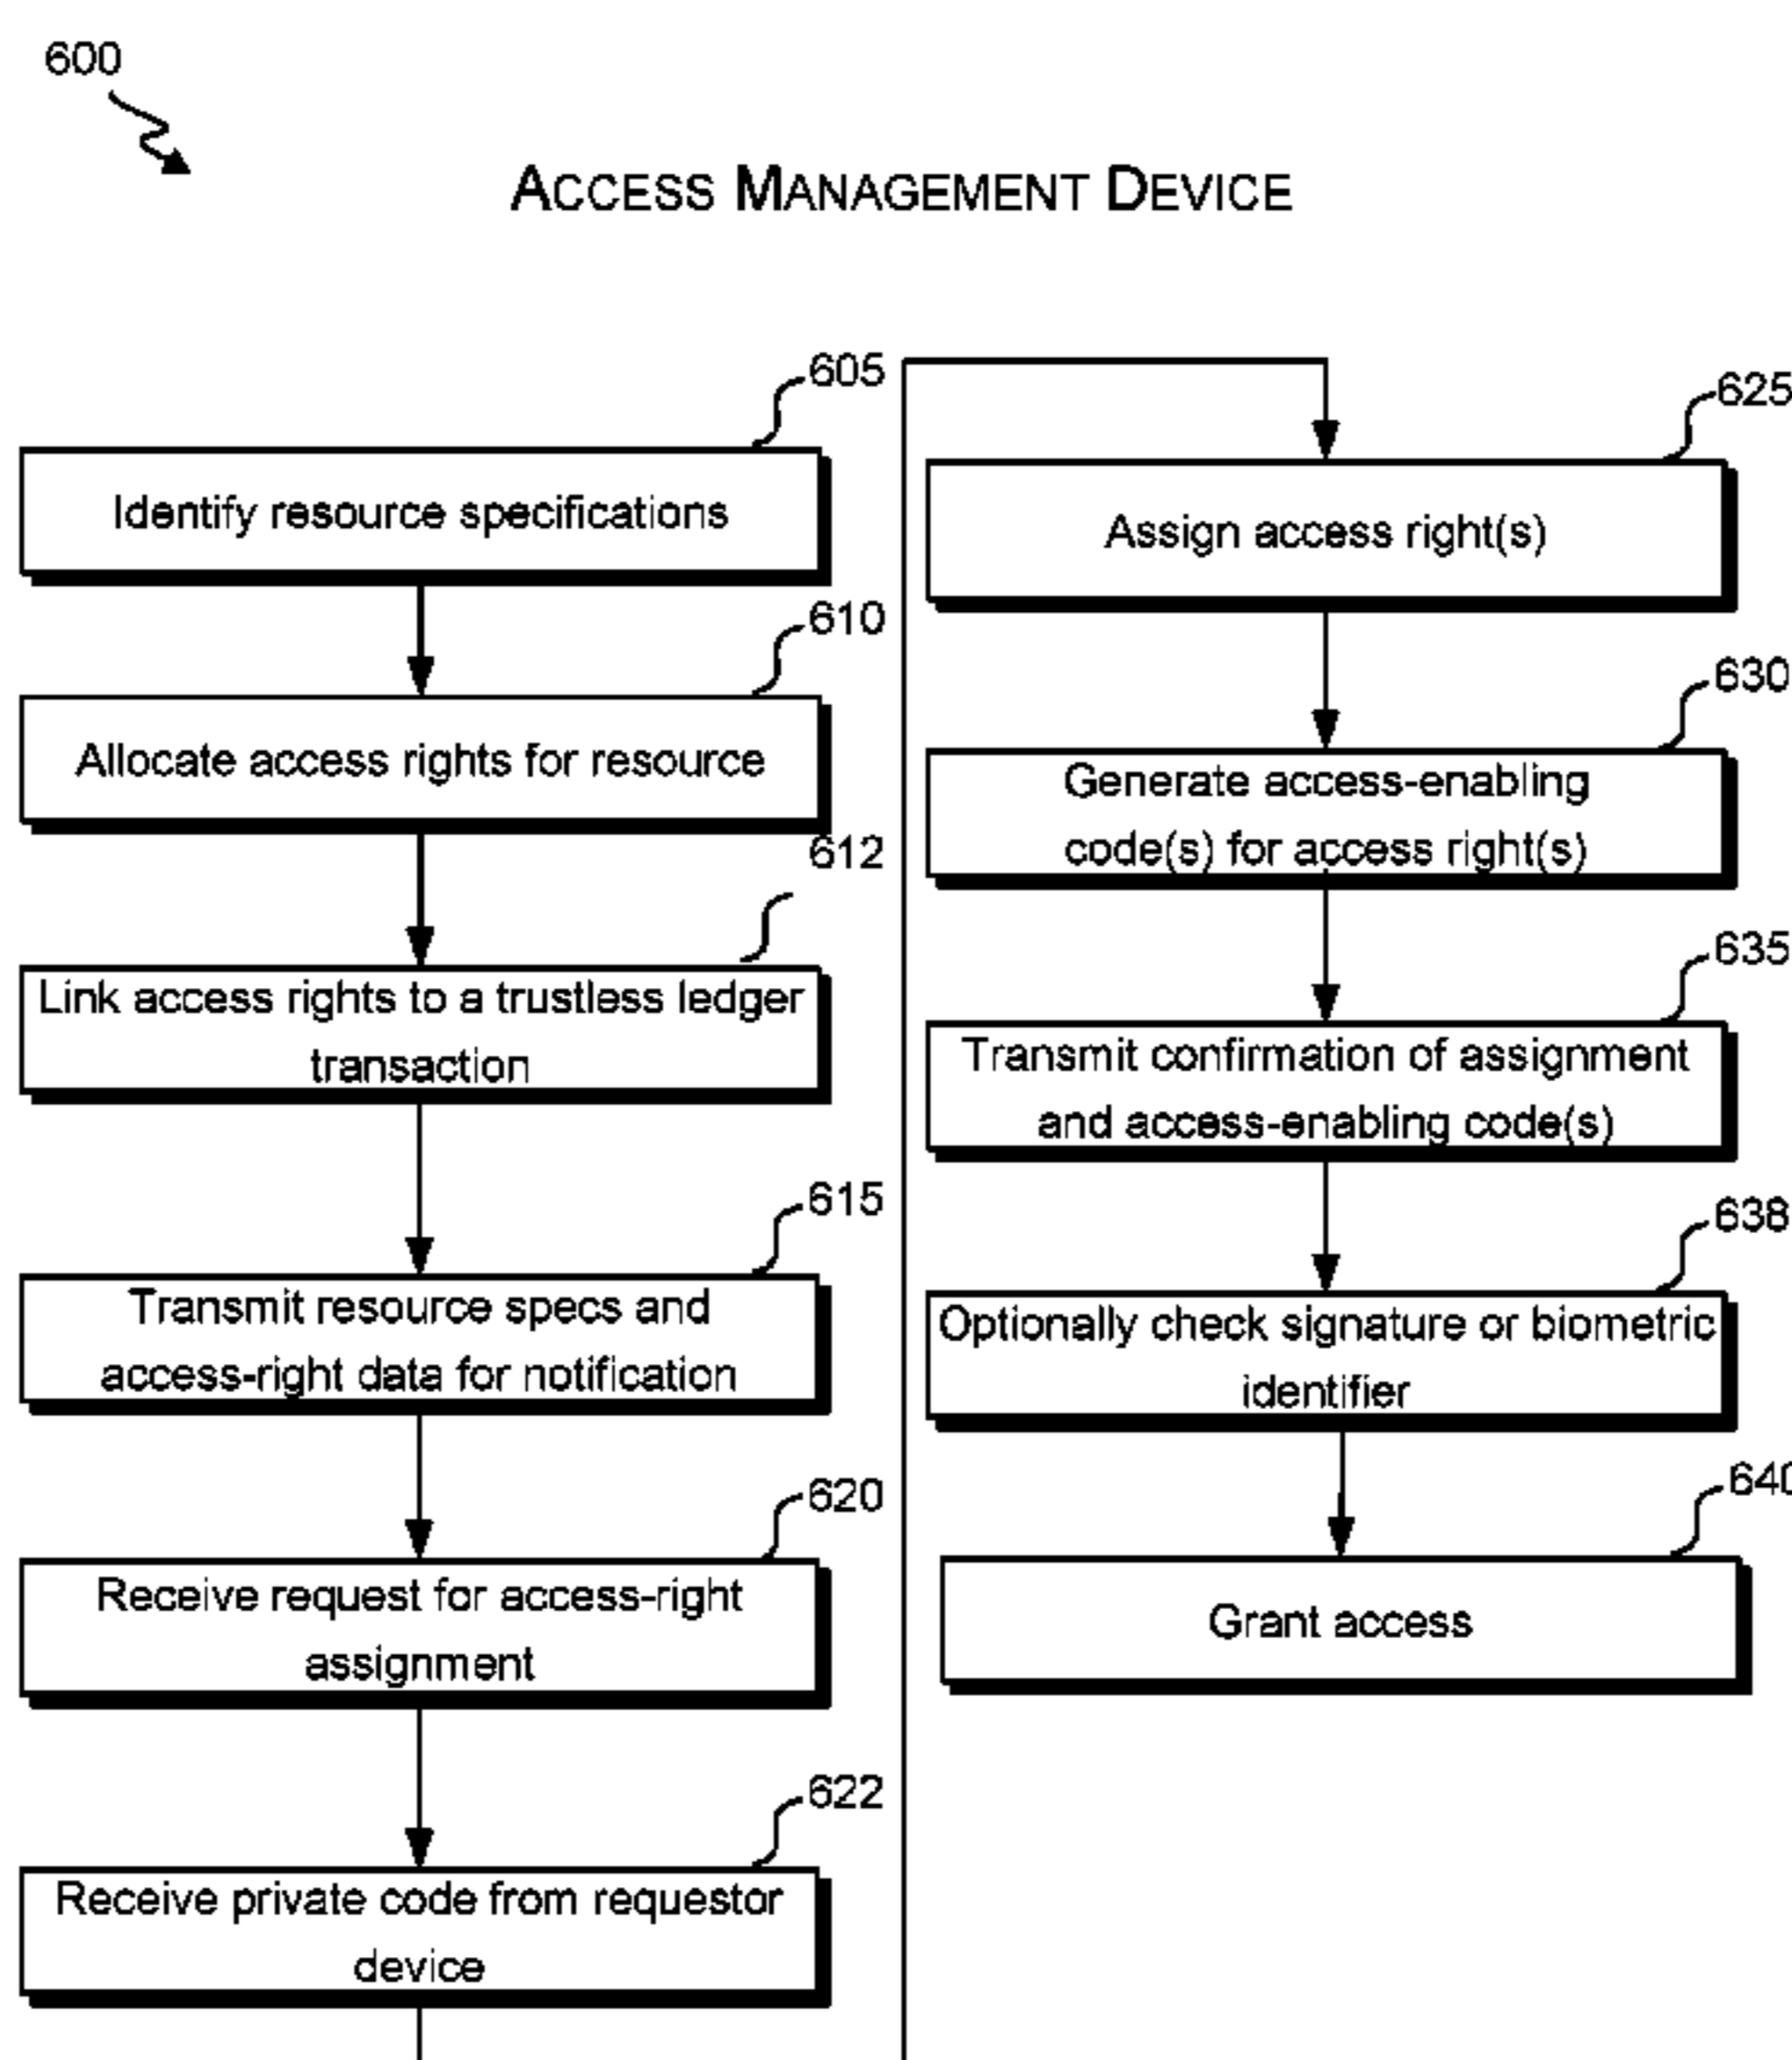 600
ACCESS MANAGEMENT DEVICE
605
Identify resource specifications
610
Allocate access rights for resource
612
Link access rights to a trustless ledger
transaction
615
Transmit resource specs and
access-right data for notification
620
Receive request for access-right
assignment
622
Receive private code from requestor
device
625
Assign access right(s)
630
Generate access-enabling
code(s) for access right(s)
635
Transmit confirmation of assignment
and access-enabling code(s)
638
Optionally check signature or biometric
identifier
640
Grant access